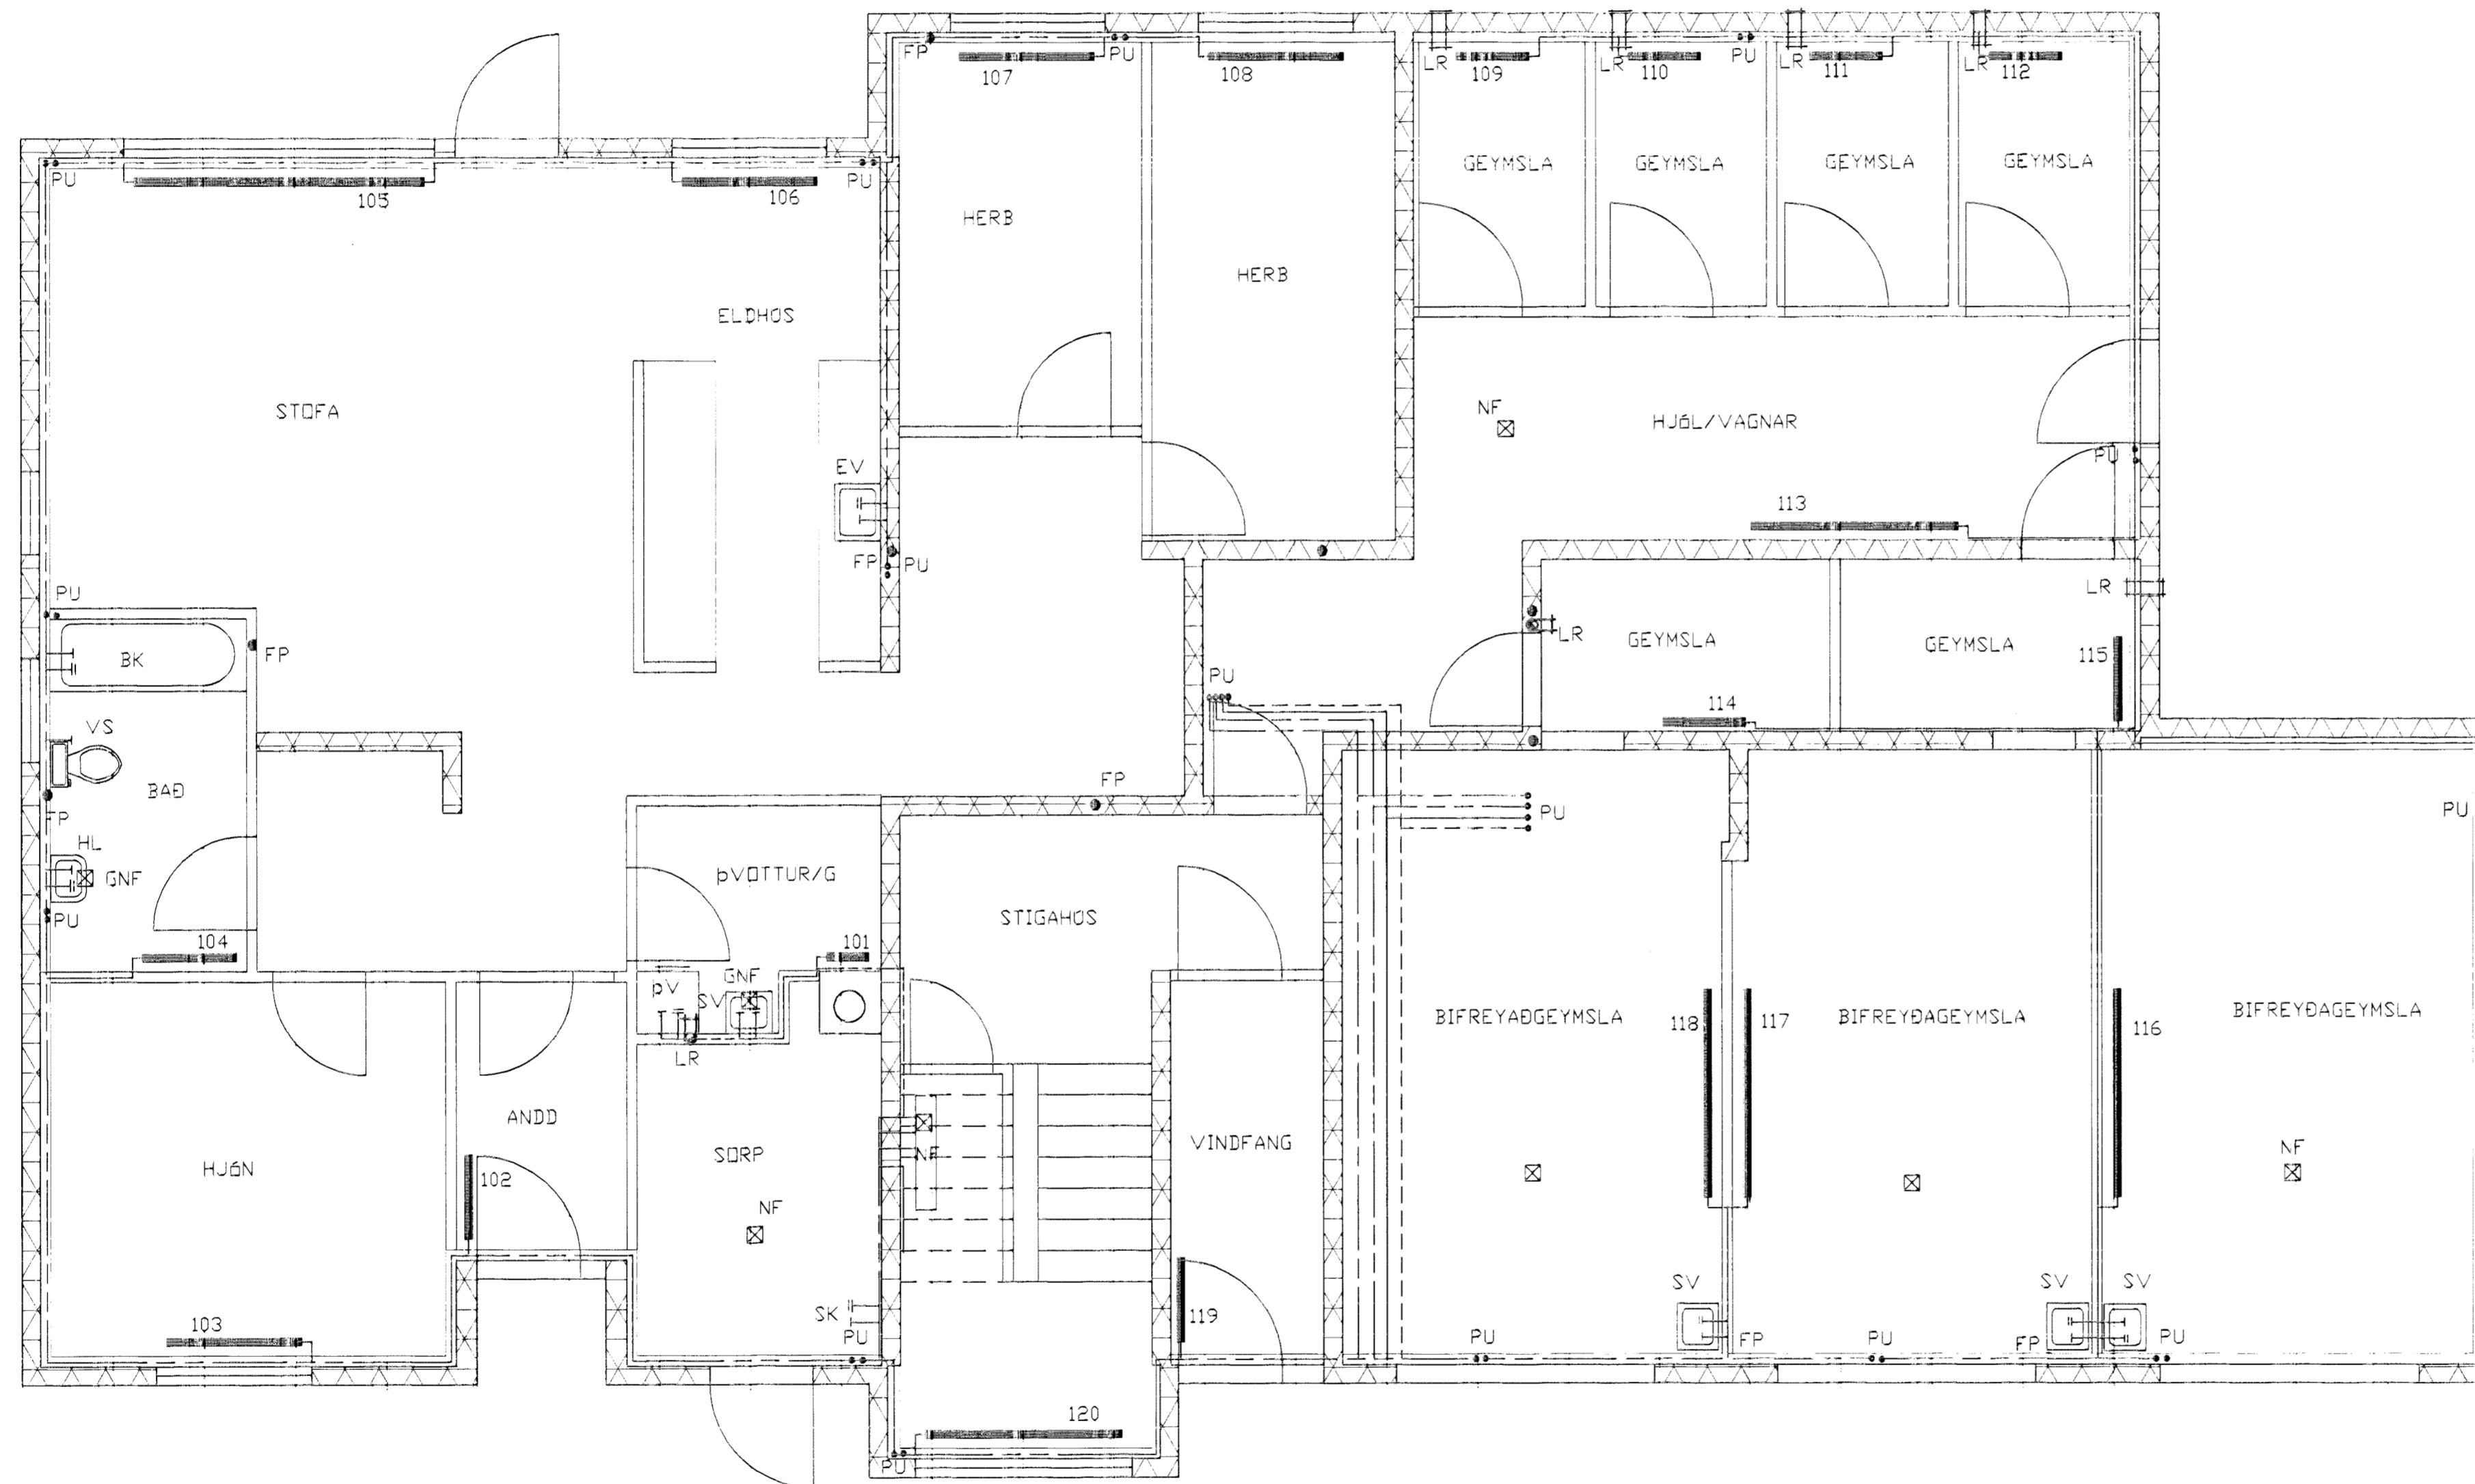 FP
107
PU
108
LR
109
LR
110
PU
LR
111
LR
112
PU
105
106
PU
GEYMSLA
GEYMSLA
GEYMSLA
GEYMSLA
HERB
HERB
ELDHÚS
STOFA
NF
HJÓL/VAGNAR
EV
PU
113
FP
PU
LR
PU
BK
FP
LR
GEYMSLA
GEYMSLA
115
PU
114
VS
BAÐ
FP
FP
PU
PU
HL
GNF
PU
ÞVOTTUR/G
STIGAHÚS
104
101
ÞV
SV
GNF
LR
BIFREYAÐGEYMSLA
118
117
BIFREYÐAGEYMSLA
116
BIFREYÐAGEYMSLA
ANDD
HJÓN
102
SORP
NF
NF
VINDFANG
NF
SV
SV
SV
103
SK
PU
119
PU
FP
PU
FP
PU
120
PU